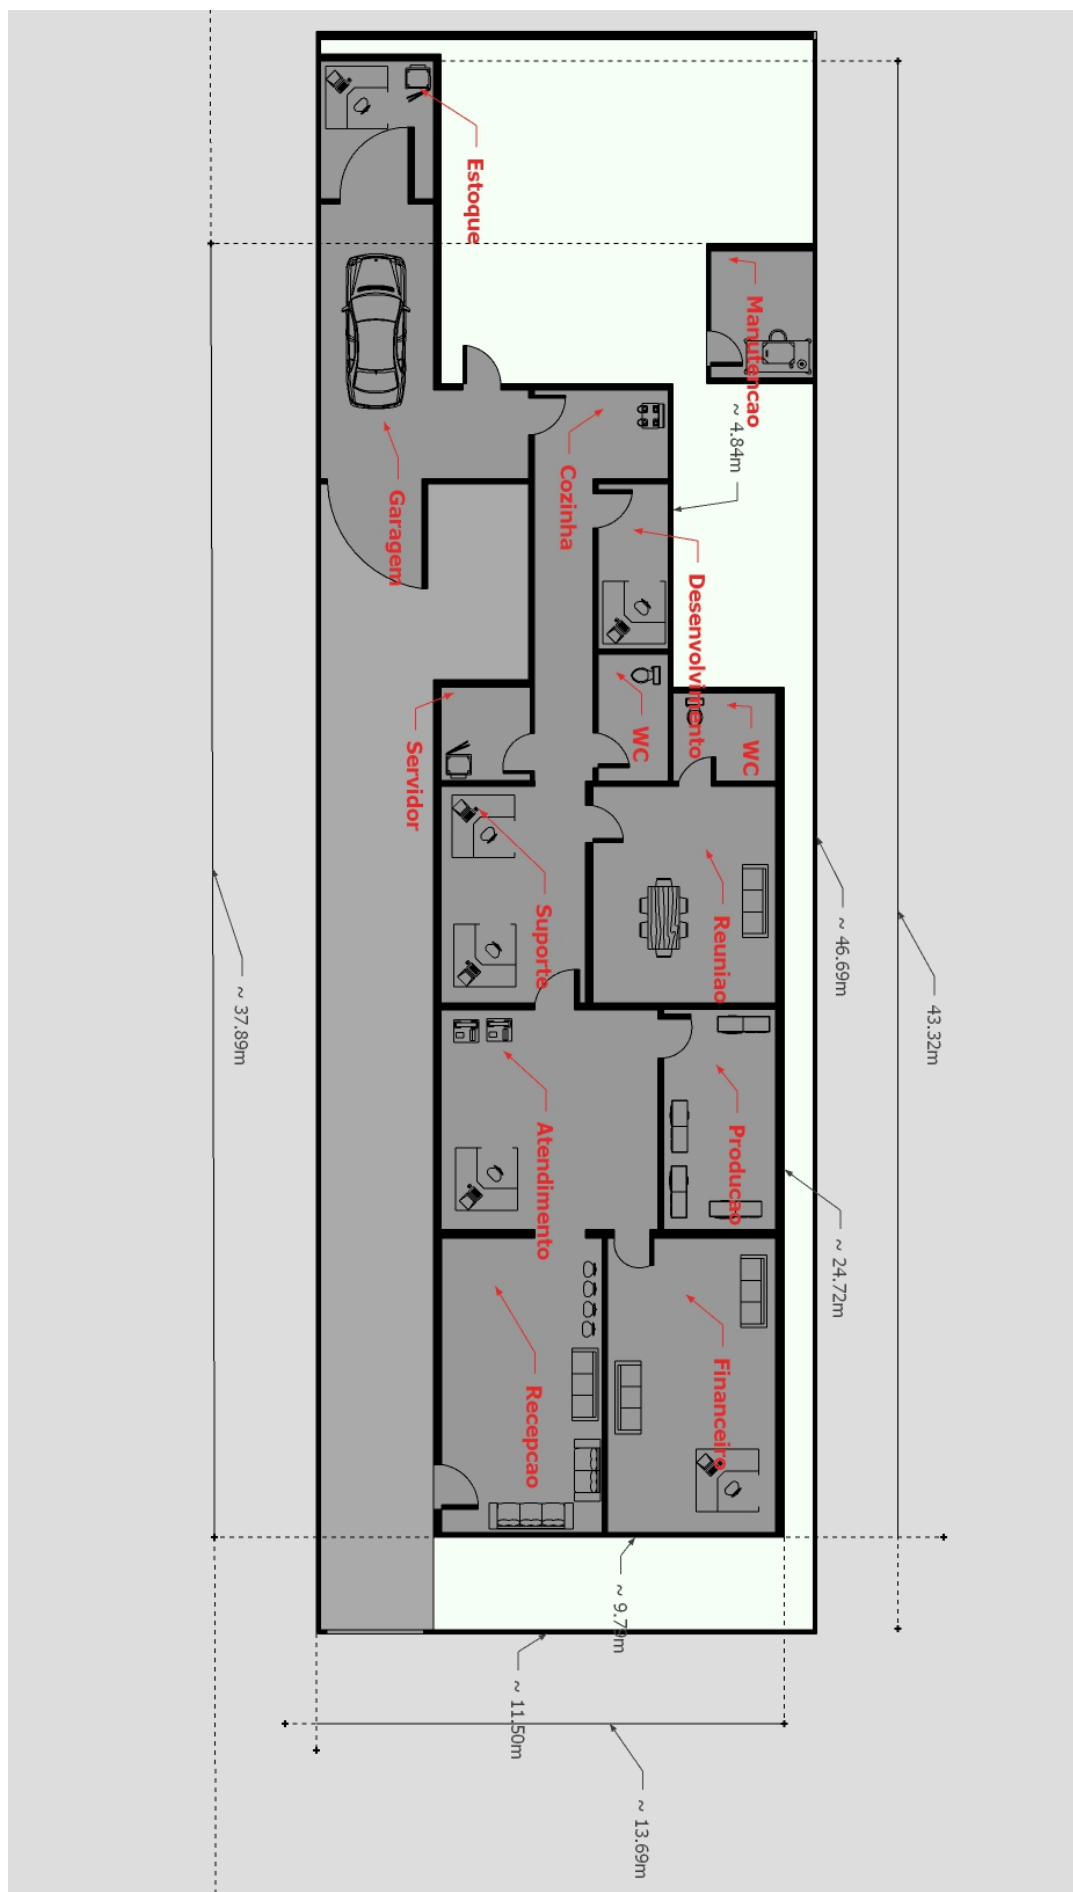 Estoque
Manutencao
~ 4.84m
Garagem
Cozinha
Desenvolvimento
WC
WC
Servidor
Suporte
Reuniao
~ 46.69m
43.32m
~ 37.89m
Atendimento
Producao
~ 24.72m
Recepcao
Financeiro
~ 9.79m
~ 11.50m
~ 13.69m